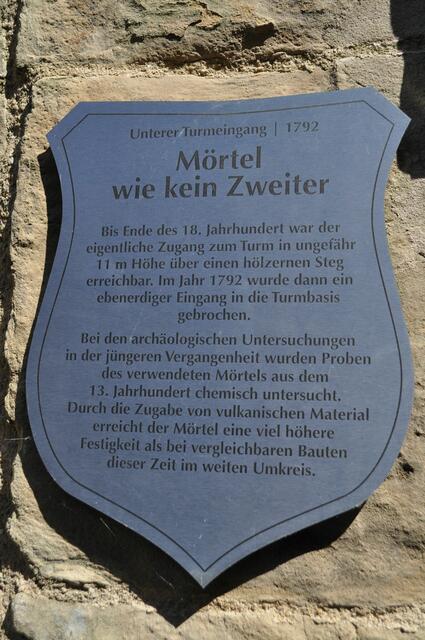 Unterer Turmeingang | 1792
Mörtel
wie kein Zweiter
Bis Ende des 18. Jahrhundert war der
eigentliche Zugang zum Turm in ungefähr
11 m Höhe über einen hölzernen Steg
erreichbar. Im Jahr 1792 wurde dann ein
ebenerdiger Eingang in die Turmbasis
gebrochen.
Bei den archäologischen Untersuchungen
in der jüngeren Vergangenheit wurden Proben
des verwendeten Mörtels aus dem
13. Jahrhundert chemisch untersucht.
Durch die Zugabe von vulkanischen Material
erreicht der Mörtel eine viel höhere
Festigkeit als bei vergleichbaren Bauten
dieser Zeit im weiten Umkreis.